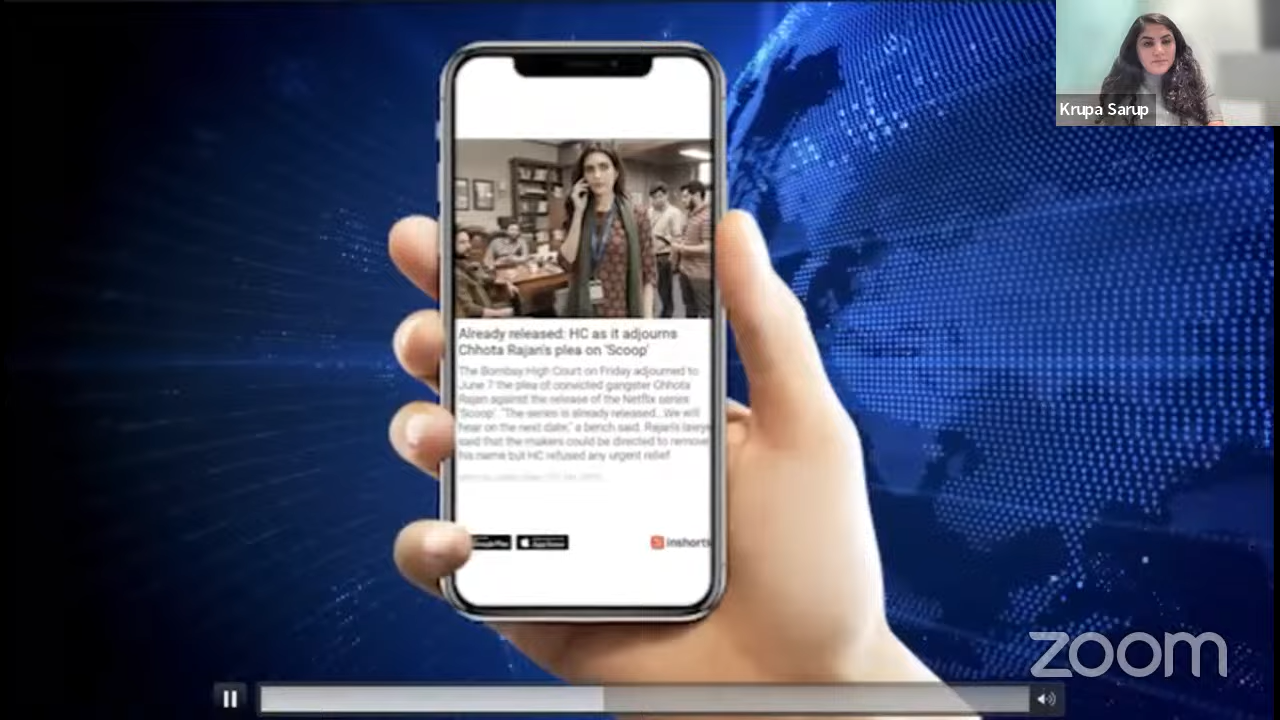 Krupa Sarup
Already released: HC as it adjourns
Chhota Rajan's plea on 'Scoop'
The Bombay High Court on Friday adjourned to
June 7 the plea of convicted gangster Chhota
Rajan against the release of the Netflix series
'Scoop'. "The series is already released...We will
hear on the next date," a bench said. Rajan's lawye
said that the makers could be directed to remove
his name but HC refused any urgent relief
inshorts
zoom